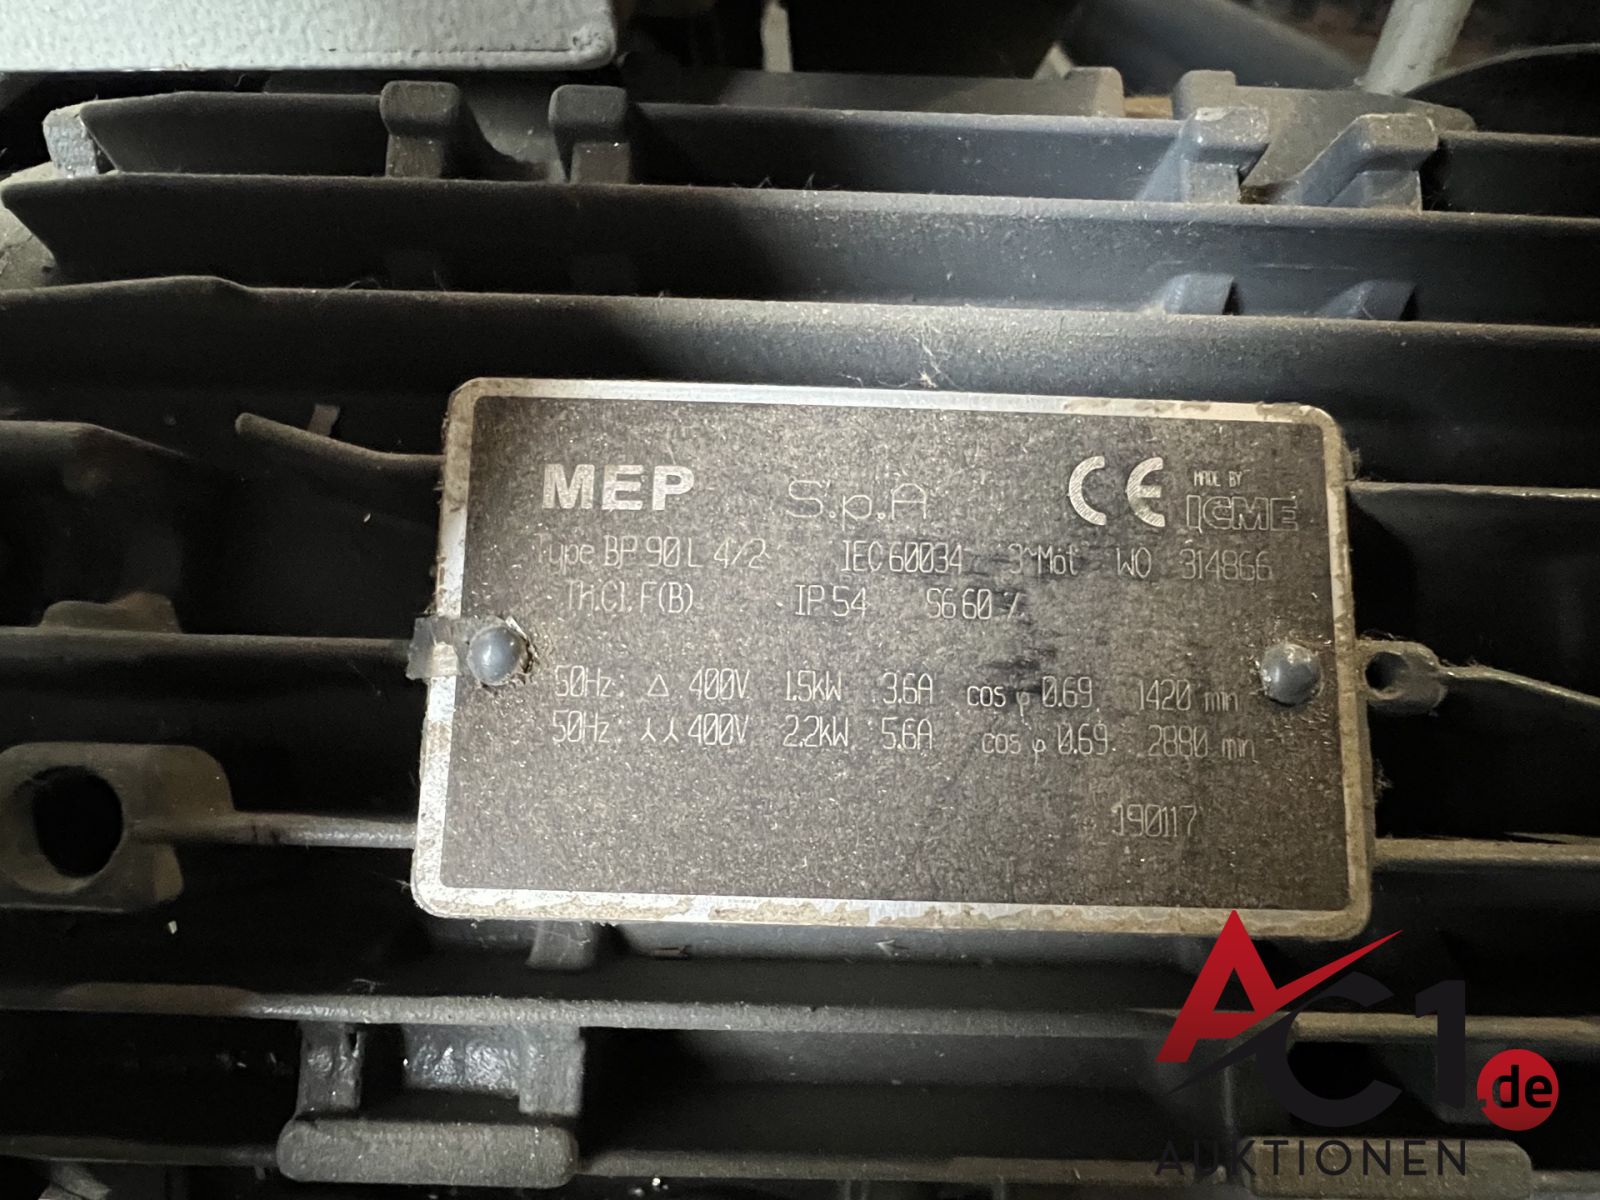 MEP S.p.A CE MADE BY ICME
Type BP 90 L 4/2 IEC 60034 3~Mot WO 314866
Th.Cl. F(B) IP 54 S6 60 %
50Hz: Δ 400V 1.5kW 3.6A cos φ 0.69 1420 min
50Hz: 400V 2.2kW 5.6A cos φ 0.69 2880 min
190117
AC1.de
AUKTIONEN